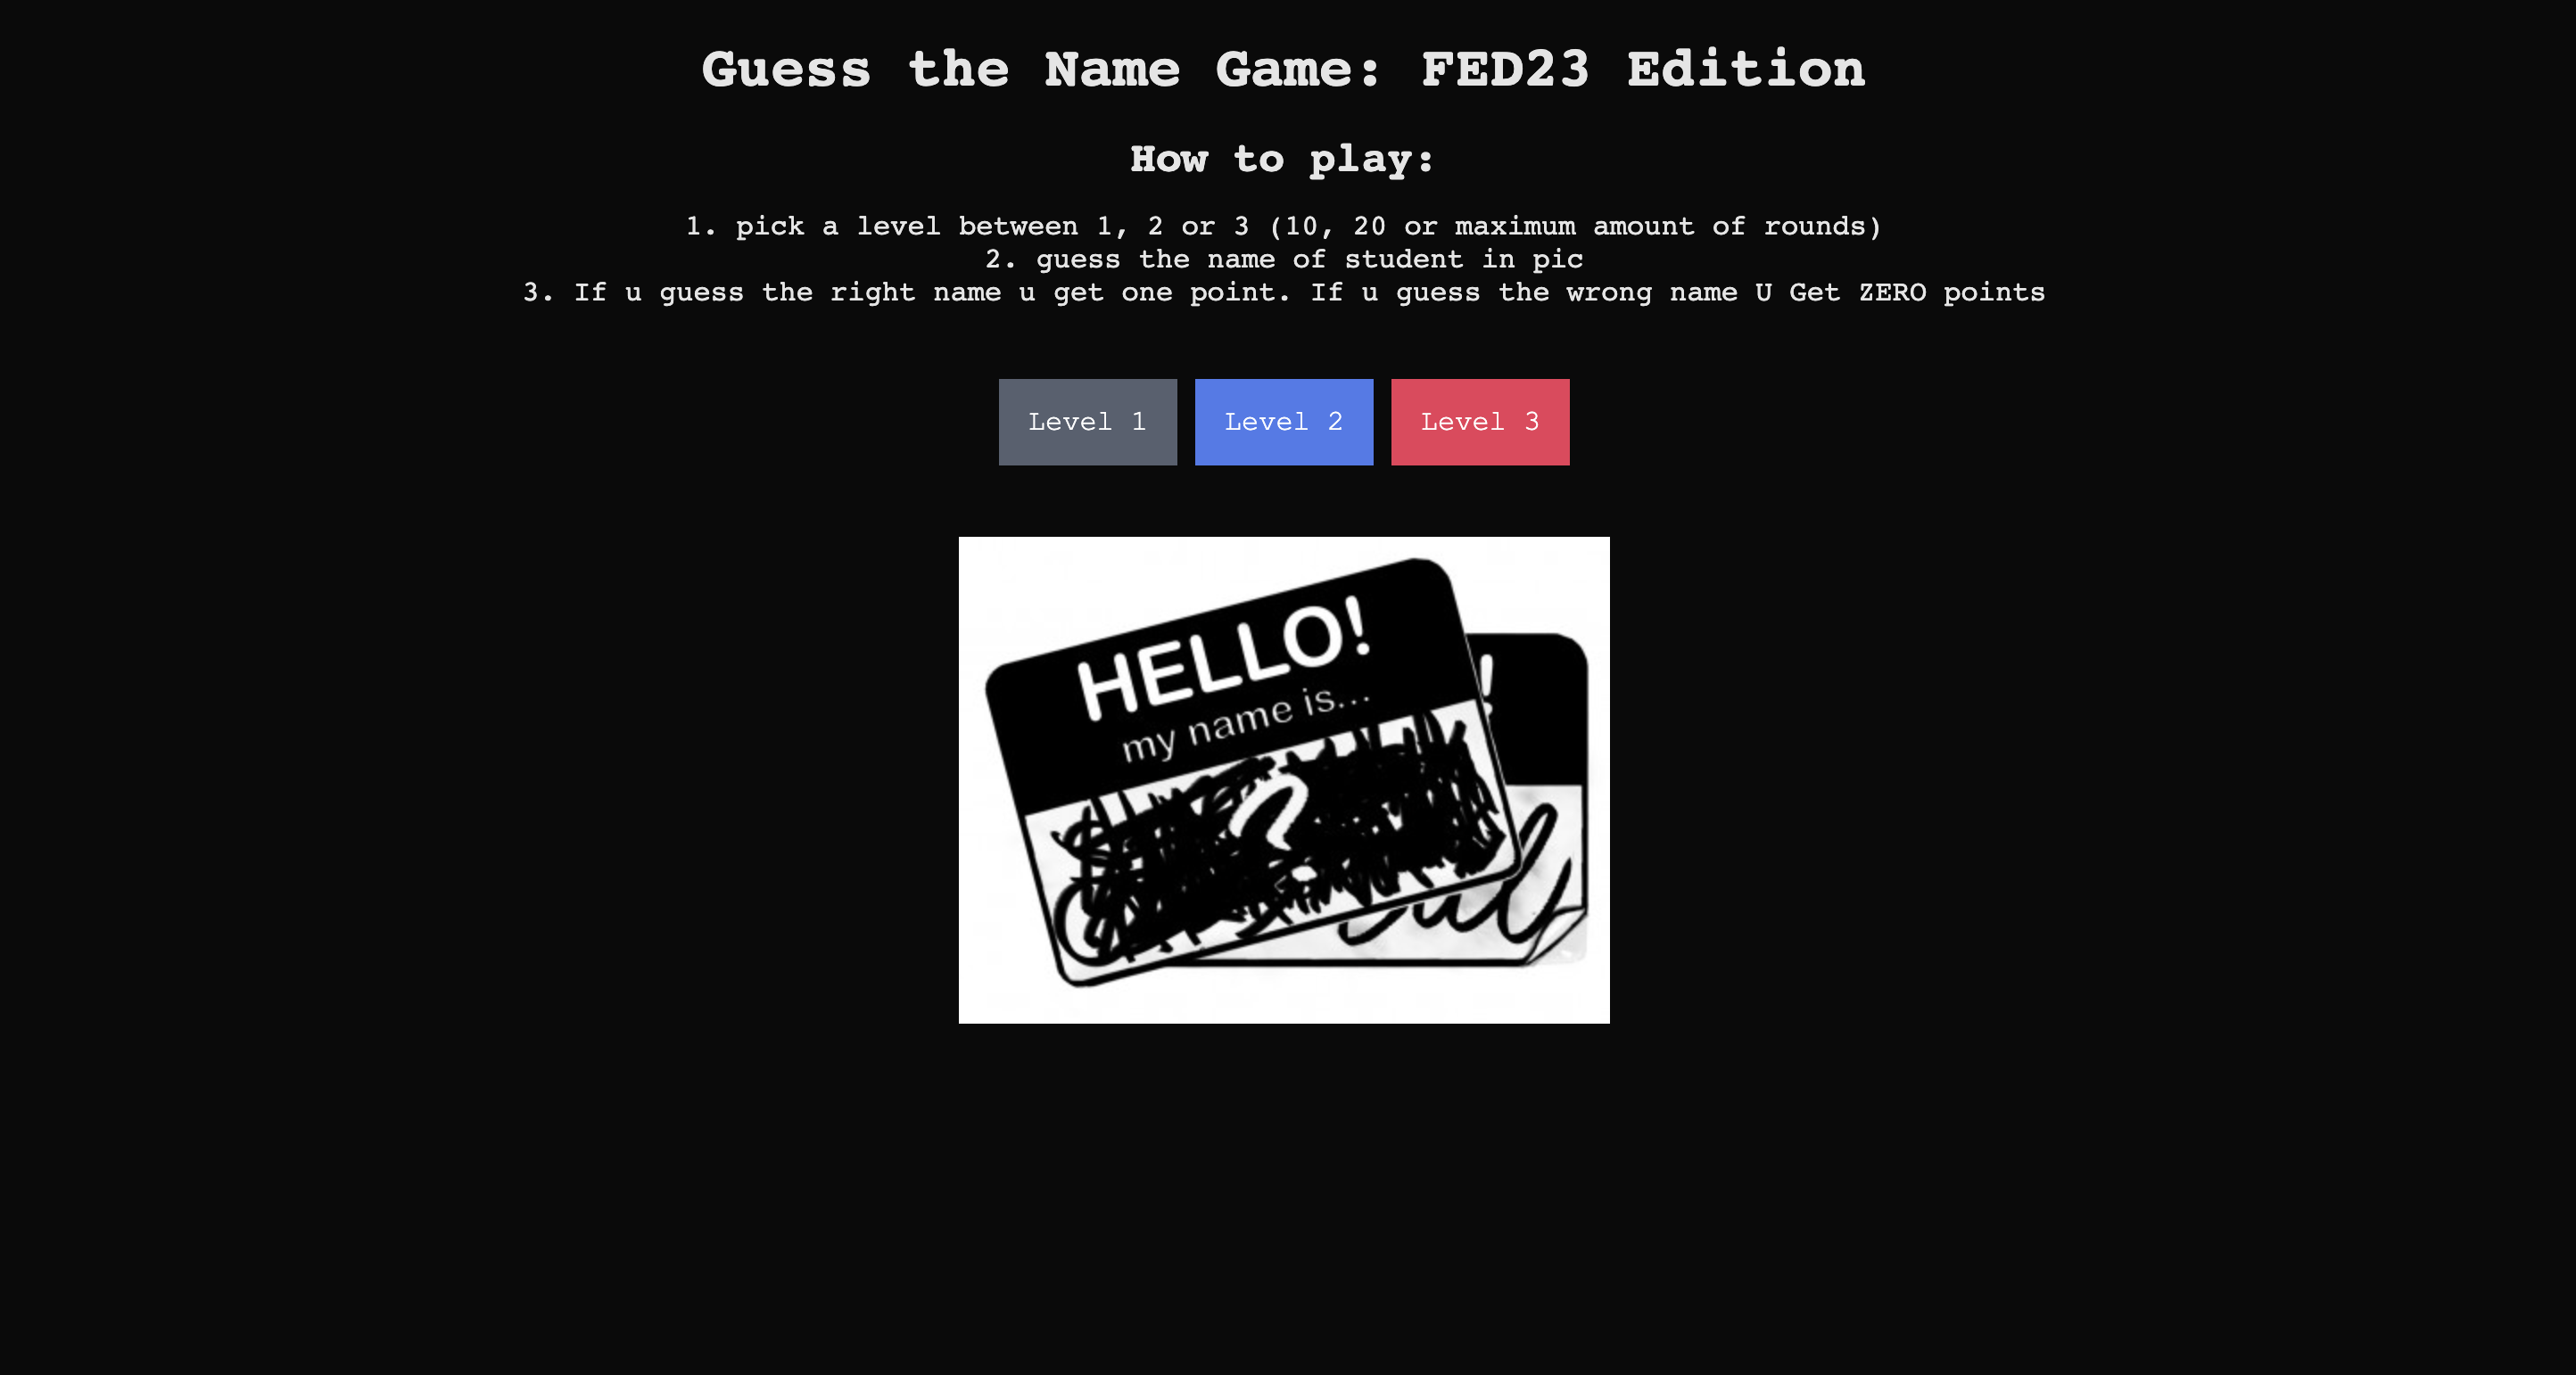 Guess the Name Game: FED23 Edition
How to play:
1. pick a level between 1, 2 or 3 (10, 20 or maximum amount of rounds)
2. guess the name of student in pic
3. If u guess the right name u get one point. If u guess the wrong name U Get ZERO points
Level 1
Level 2
Level 3
HELLO!
my name is...
?
!